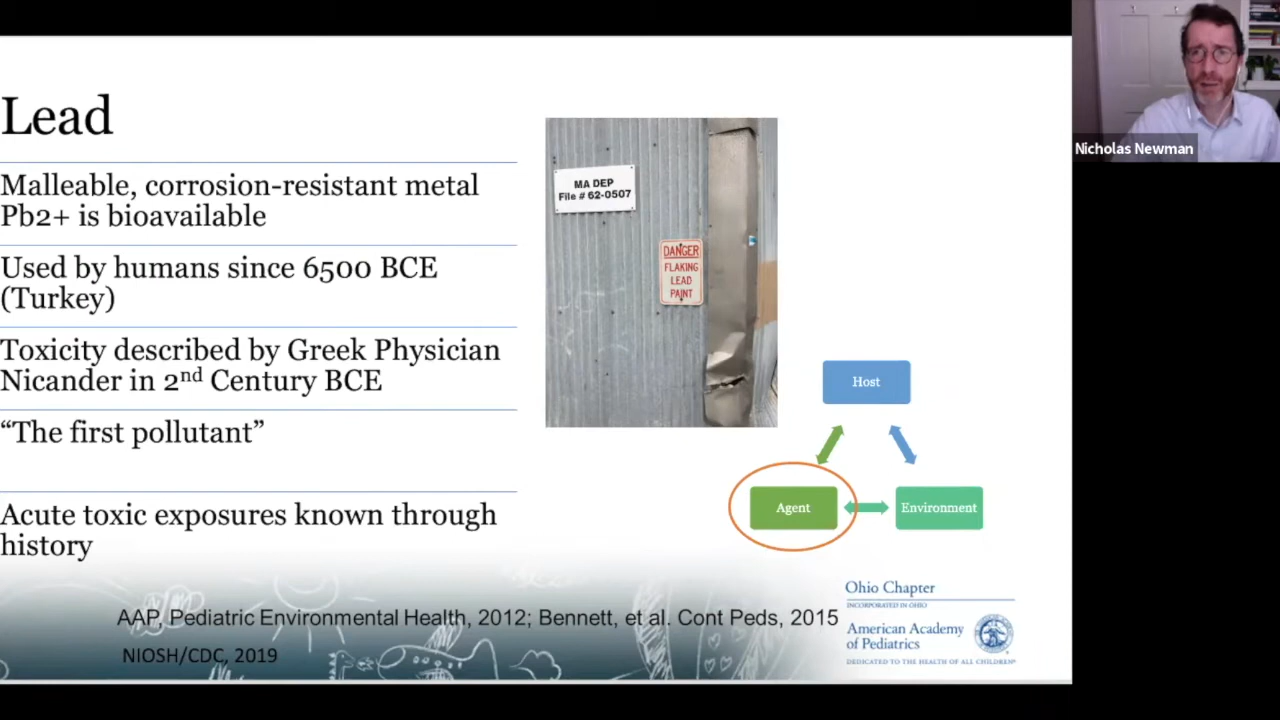 Lead
Malleable, corrosion-resistant metal
Pb2+ is bioavailable
Used by humans since 6500 BCE
(Turkey)
Toxicity described by Greek Physician
Nicander in 2nd Century BCE
“The first pollutant”
Acute toxic exposures known through
history
MA DEP
File # 62-0507
DANGER
FLAKING
LEAD
PAINT
Host
Agent
Environment
AAP, Pediatric Environmental Health, 2012; Bennett, et al. Cont Peds, 2015
NIOSH/CDC, 2019
Ohio Chapter
INCORPORATED IN OHIO
American Academy
of Pediatrics
DEDICATED TO THE HEALTH OF ALL CHILDREN®
Nicholas Newman